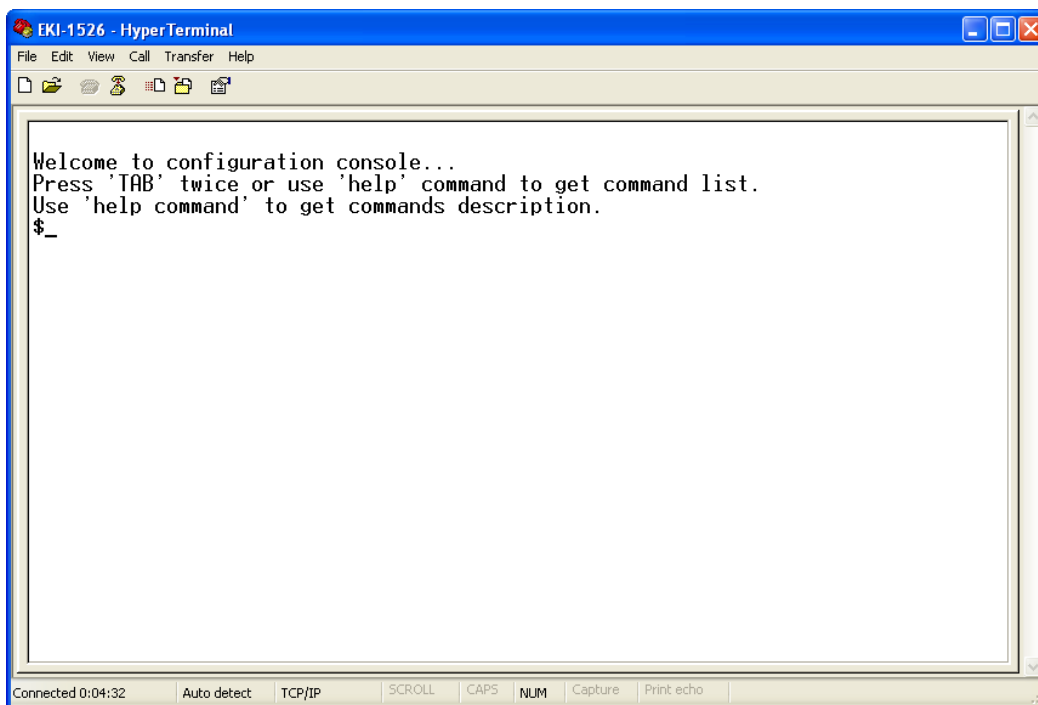 EKI-1526 - HyperTerminal
File Edit View Call Transfer Help
Welcome to configuration console...
Press 'TAB' twice or use 'help' command to get command list.
Use 'help command' to get commands description.
$_
Connected 0:04:32 Auto detect TCP/IP SCROLL CAPS NUM Capture Print echo